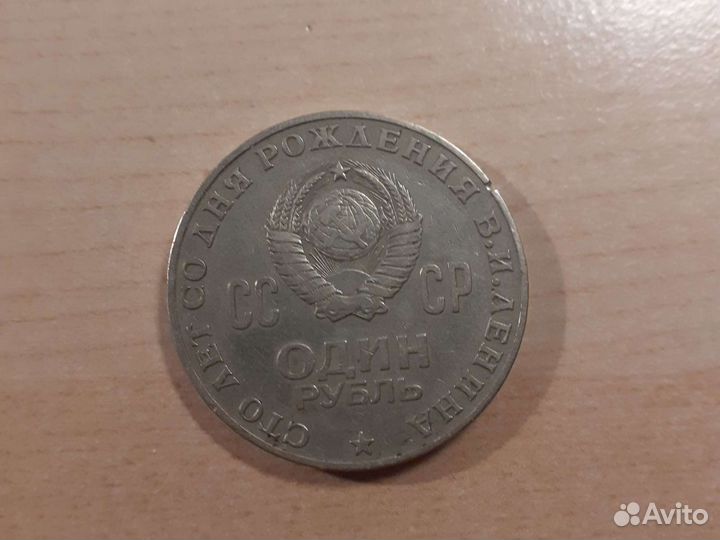 СТО ЛЕТ СО ДНЯ РОЖДЕНИЯ В.И.ЛЕНИНА
СС СР
ОДИН
РУБЛЬ
Avito